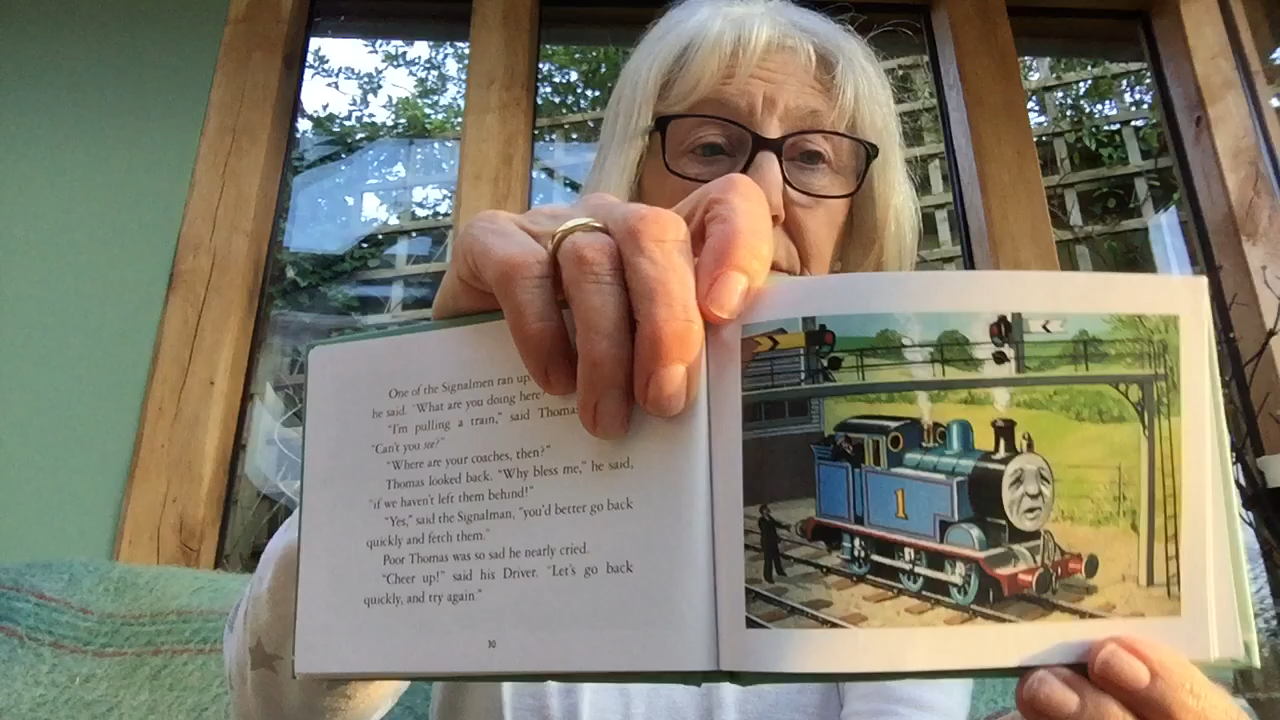 One of the Signalmen ran up
he said. "What are you doing here?
"I'm pulling a train," said Thomas
"Can't you see?"
"Where are your coaches, then?"
Thomas looked back. "Why bless me," he said,
"if we haven't left them behind!"
"Yes," said the Signalman, "you'd better go back
quickly and fetch them."
Poor Thomas was so sad he nearly cried.
"Cheer up!" said his Driver. "Let's go back
quickly, and try again."
30
1